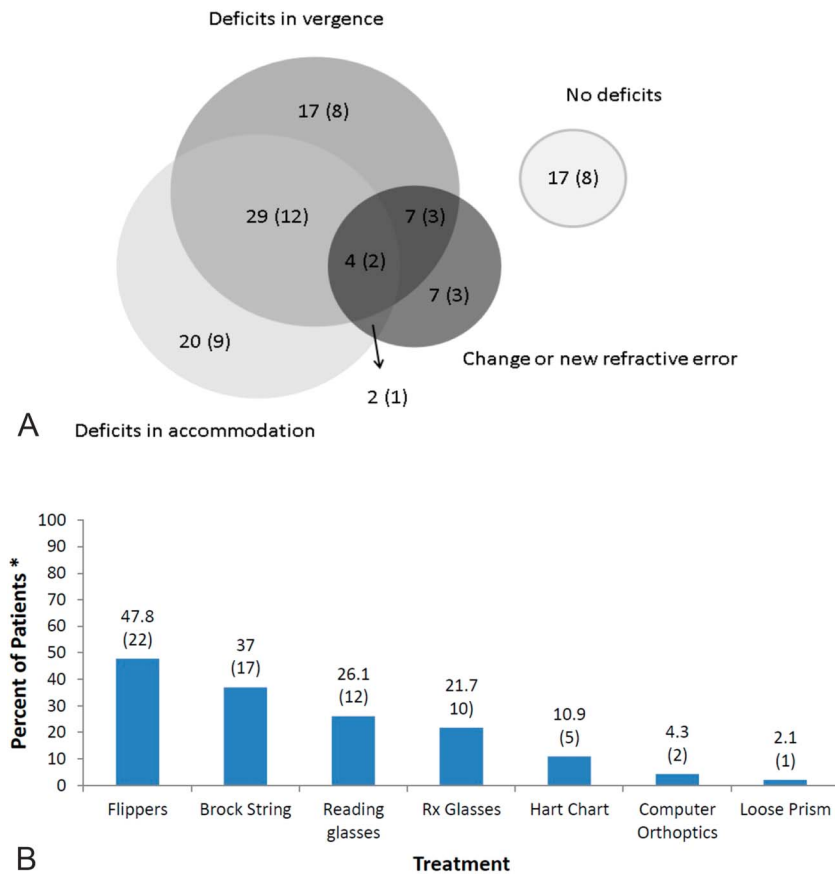 Deficits in vergence
17 (8)
No deficits
17 (8)
29 (12)
7 (3)
4 (2)
7 (3)
20 (9)
Change or new refractive error
2 (1)
A
Deficits in accommodation
Percent of Patients *
100
90
80
70
60
50
40
30
20
10
0
47.8
(22)
37
(17)
26.1
(12)
21.7
10)
10.9
(5)
4.3
(2)
2.1
(1)
Flippers
Brock String
Reading
glasses
Rx Glasses
Hart Chart
Computer
Orthoptics
Loose Prism
B
Treatment